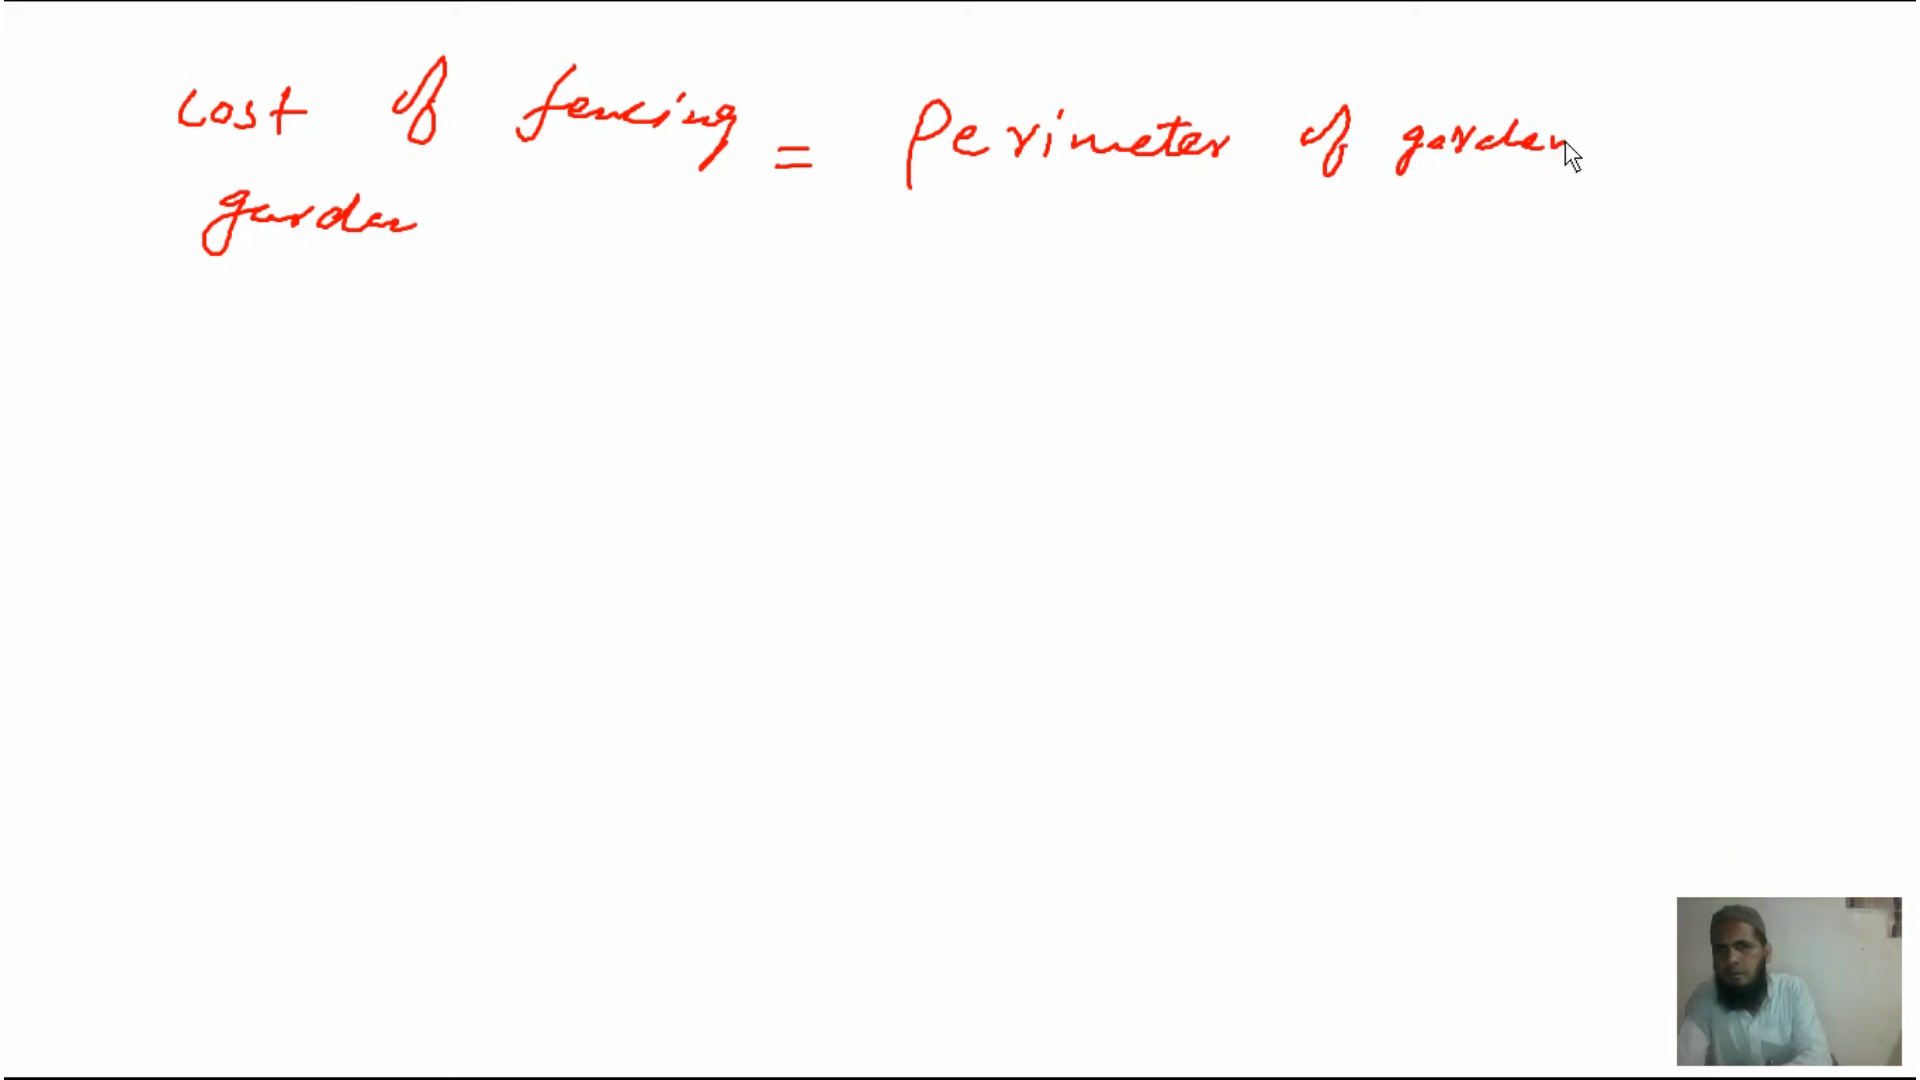 cost of fencing = Perimeter of garden
garden